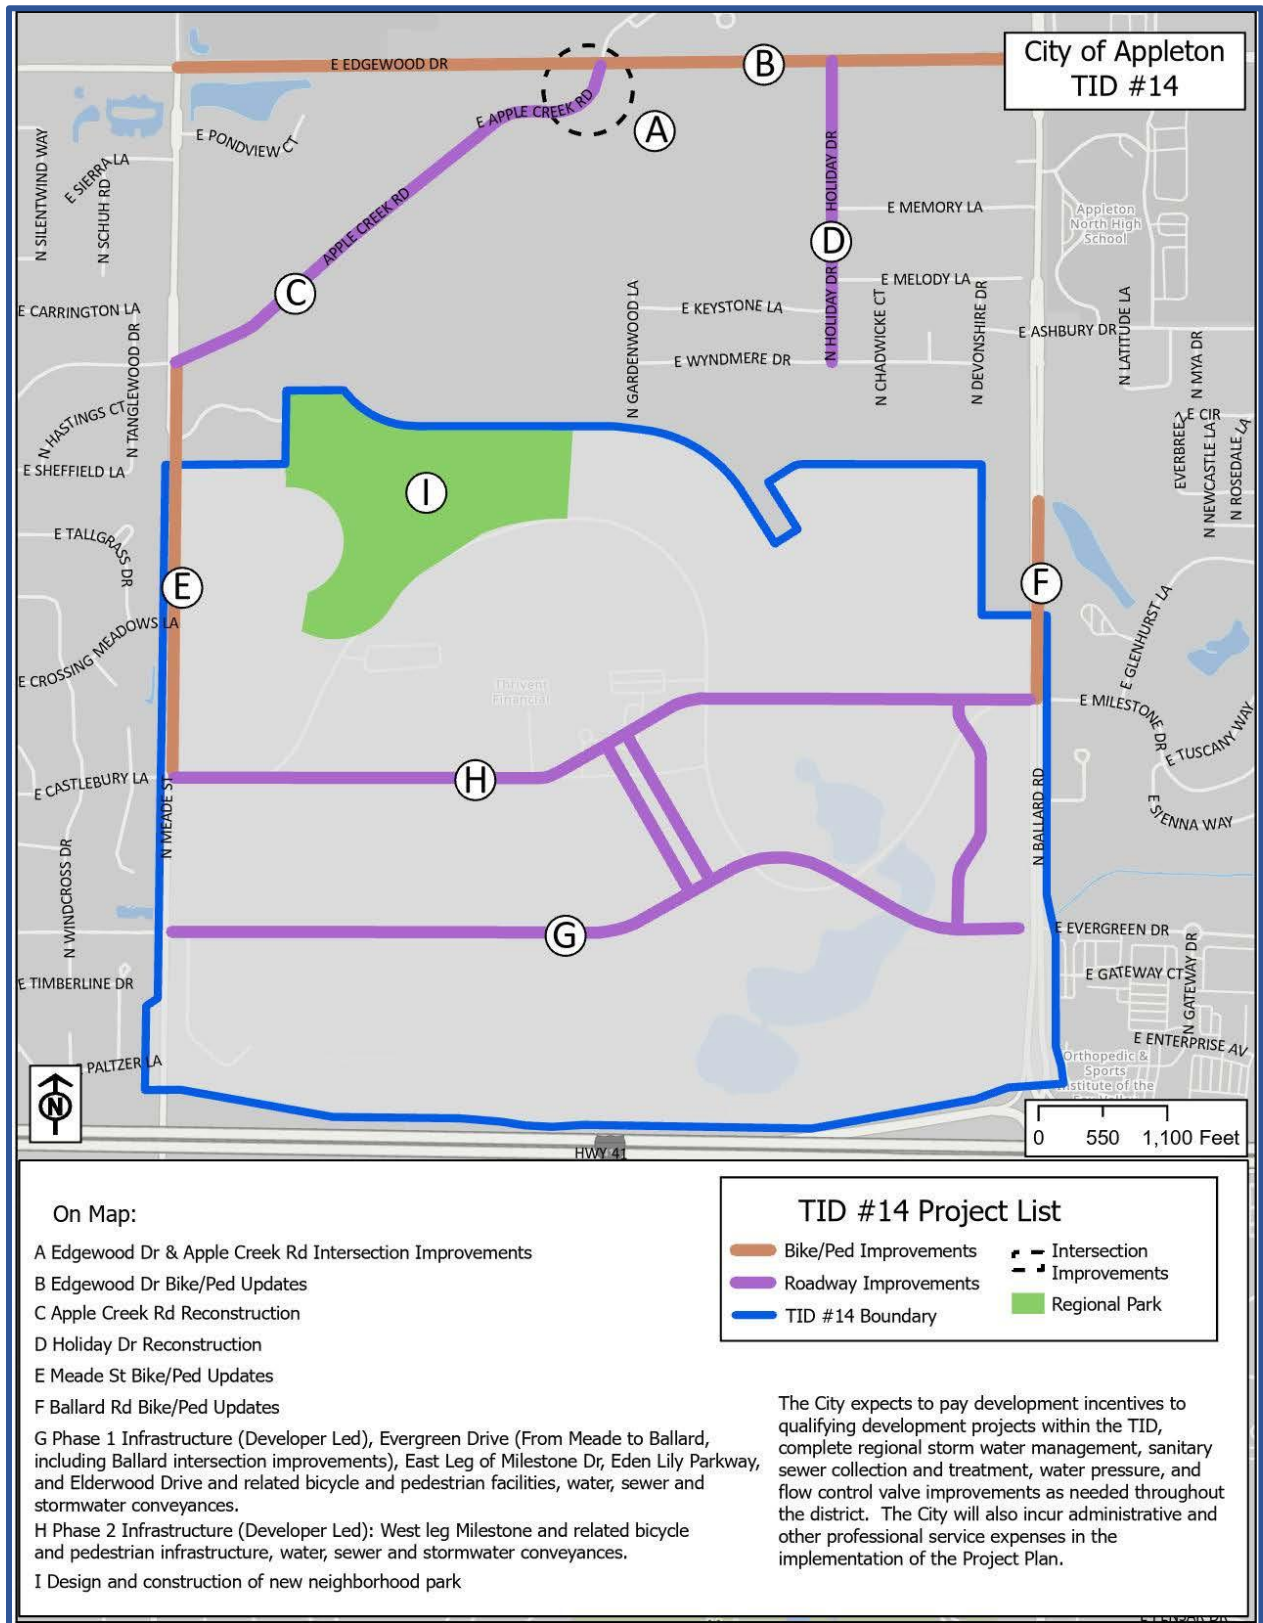 City of Appleton
TID #14
E EDGEWOOD DR
B
E APPLE CREEK RD
A
E PONDVIEW CT
N SILENTWIND WAY
E SIERRA LA
N SCHUH RD
APPLE CREEK RD
C
HOLIDAY DR
E MEMORY LA
D
Appleton
North High
School
E MELODY LA
N HOLIDAY DR
E CARRINGTON LA
N TANGLEWOOD DR
N GARDENWOOD LA
E KEYSTONE LA
N CHADWICKE CT
N DEVONSHIRE DR
E ASHBURY DR
N LATITUDE LA
N MYA DR
E WYNDMERE DR
N HASTINGS CT
E CIR
N NEWCASTLE LA
N ROSEDALE LA
E SHEFFIELD LA
I
E TALLGRASS DR
E
F
E CROSSING MEADOWS LA
E GLENHURST LA
Thrivent
Financial
E MILESTONE DR
E TUSCANY WAY
E CASTLEBURY LA
H
N MEADE ST
N BALLARD RD
E SIENNA WAY
N WINDCROSS DR
G
E EVERGREEN DR
E TIMBERLINE DR
E GATEWAY CT
N GATEWAY DR
E ENTERPRISE AV
PALTZER LA
Orthopedic &
Sports
Institute of the
N
0 550 1,100 Feet
HWY 41
On Map:
A Edgewood Dr & Apple Creek Rd Intersection Improvements
B Edgewood Dr Bike/Ped Updates
C Apple Creek Rd Reconstruction
D Holiday Dr Reconstruction
E Meade St Bike/Ped Updates
F Ballard Rd Bike/Ped Updates
G Phase 1 Infrastructure (Developer Led), Evergreen Drive (From Meade to Ballard,
including Ballard intersection improvements), East Leg of Milestone Dr, Eden Lily Parkway,
and Elderwood Drive and related bicycle and pedestrian facilities, water, sewer and
stormwater conveyances.
H Phase 2 Infrastructure (Developer Led): West leg Milestone and related bicycle
and pedestrian infrastructure, water, sewer and stormwater conveyances.
I Design and construction of new neighborhood park
TID #14 Project List
Bike/Ped Improvements
Roadway Improvements
TID #14 Boundary
Intersection
Improvements
Regional Park
The City expects to pay development incentives to
qualifying development projects within the TID,
complete regional storm water management, sanitary
sewer collection and treatment, water pressure, and
flow control valve improvements as needed throughout
the district. The City will also incur administrative and
other professional service expenses in the
implementation of the Project Plan.